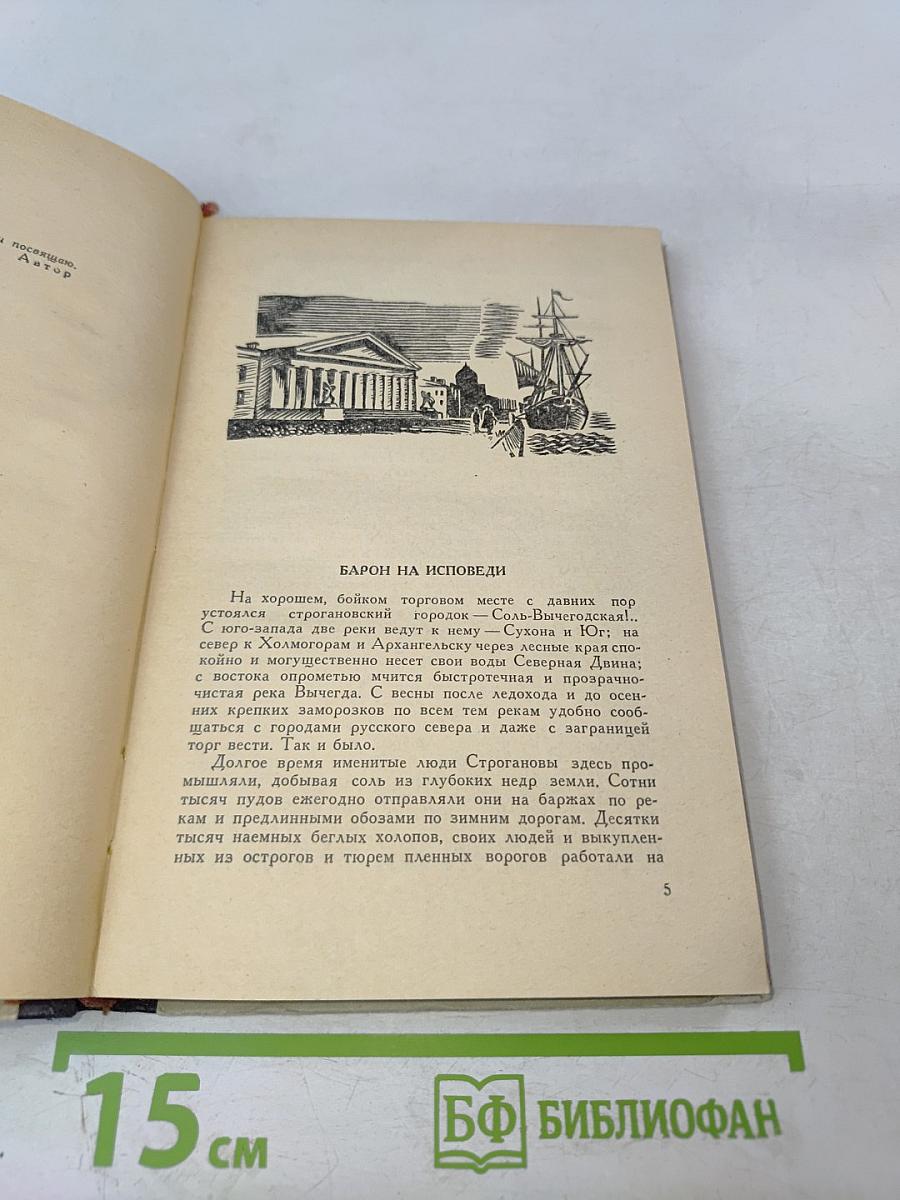 посвящаю.
Автор
БАРОН НА ИСПОВЕДИ
На хорошем, бойком торговом месте с давних пор
устоялся строгановский городок — Соль-Вычегодская!..
С юго-запада две реки ведут к нему — Сухона и Юг; на
север к Холмогорам и Архангельску через лесные края спо-
койно и могущественно несет свои воды Северная Двина;
с востока опрометью мчится быстротечная и прозрачно-
чистая река Вычегда. С весны после ледохода и до осен-
них крепких заморозков по всем тем рекам удобно сооб-
щаться с городами русского севера и даже с заграницей
торг вести. Так и было.
Долгое время именитые люди Строгановы здесь про-
мышляли, добывая соль из глубоких недр земли. Сотни
тысяч пудов ежегодно отправляли они на баржах по ре-
кам и предлинными обозами по зимним дорогам. Десятки
тысяч наемных беглых холопов, своих людей и выкуплен-
ных из острогов и тюрем пленных ворогов работали на
5
15 см
БФ БИБЛИОФАН